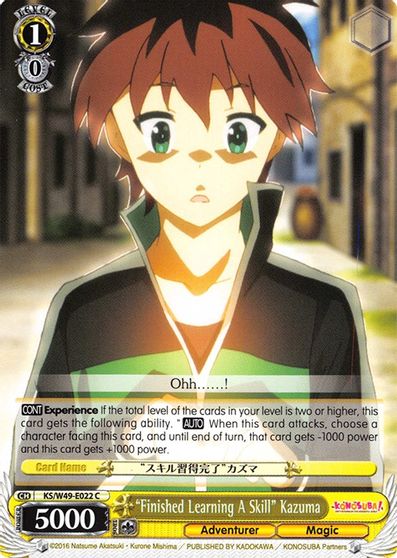 LEVEL
1
0
COST
Ohh……!
CONT Experience If the total level of the cards in your level is two or higher, this
card gets the following ability. "AUTO When this card attacks, choose a
character facing this card, and until end of turn, that card gets -1000 power
and this card gets +1000 power.
Card Name
"スキル習得完了"カズマ
CH KS/W49-E022 C
POWER
5000
"Finished Learning A Skill" Kazuma
KONOSUBA!
Adventurer
Magic
©2016 Natsume Akatsuki・Kurone Mishima / PUBLISHED BY KADOKAWA / KONOSUBA Partners